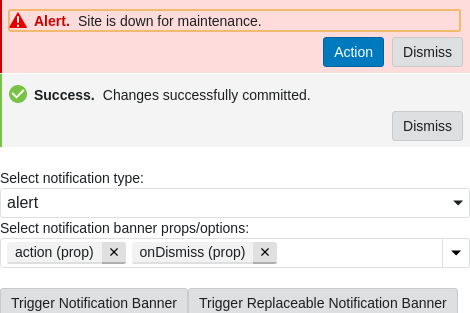 Alert. Site is down for maintenance.
Action Dismiss
Success. Changes successfully committed.
Dismiss
Select notification type:
alert
Select notification banner props/options:
action (prop) onDismiss (prop)
Trigger Notification Banner Trigger Replaceable Notification Banner